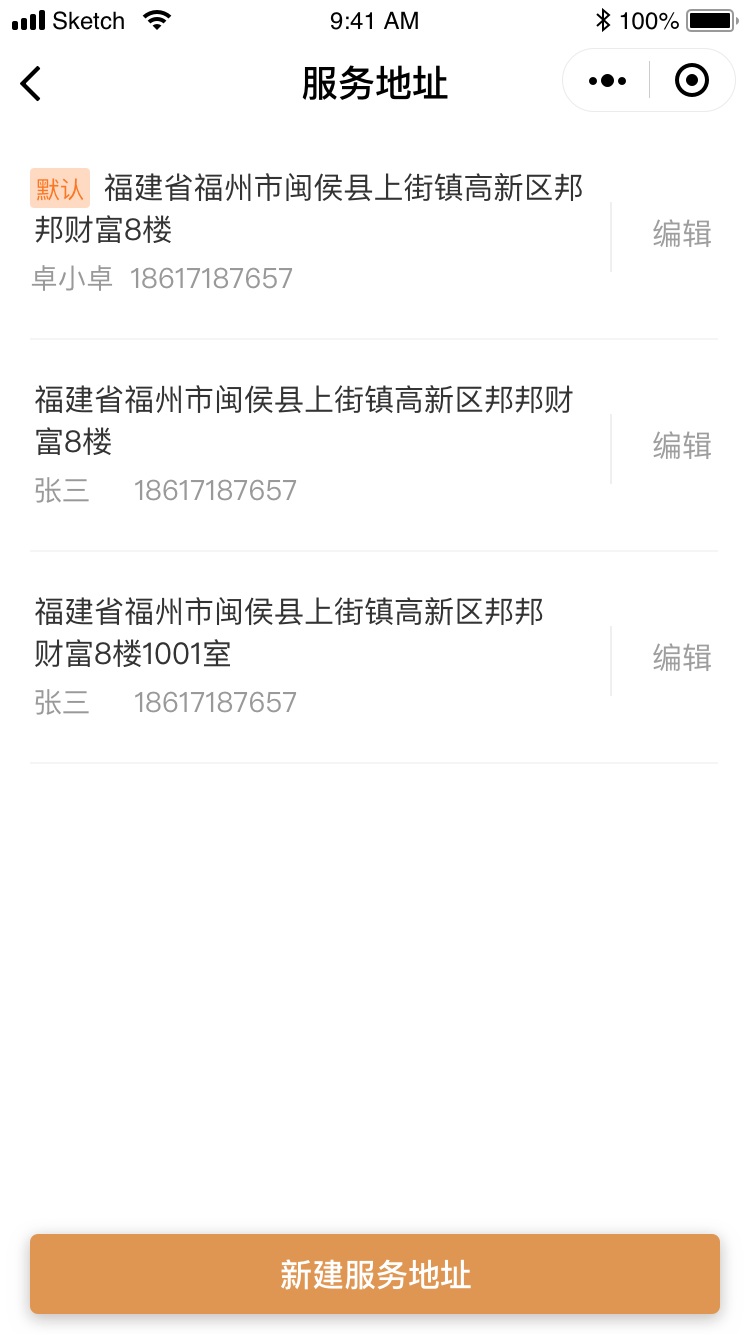 Sketch 9:41 AM 100%
服务地址
默认 福建省福州市闽侯县上街镇高新区邦
邦财富8楼
编辑
卓小卓 18617187657
福建省福州市闽侯县上街镇高新区邦邦财
富8楼
编辑
张三 18617187657
福建省福州市闽侯县上街镇高新区邦邦
财富8楼1001室
编辑
张三 18617187657
新建服务地址